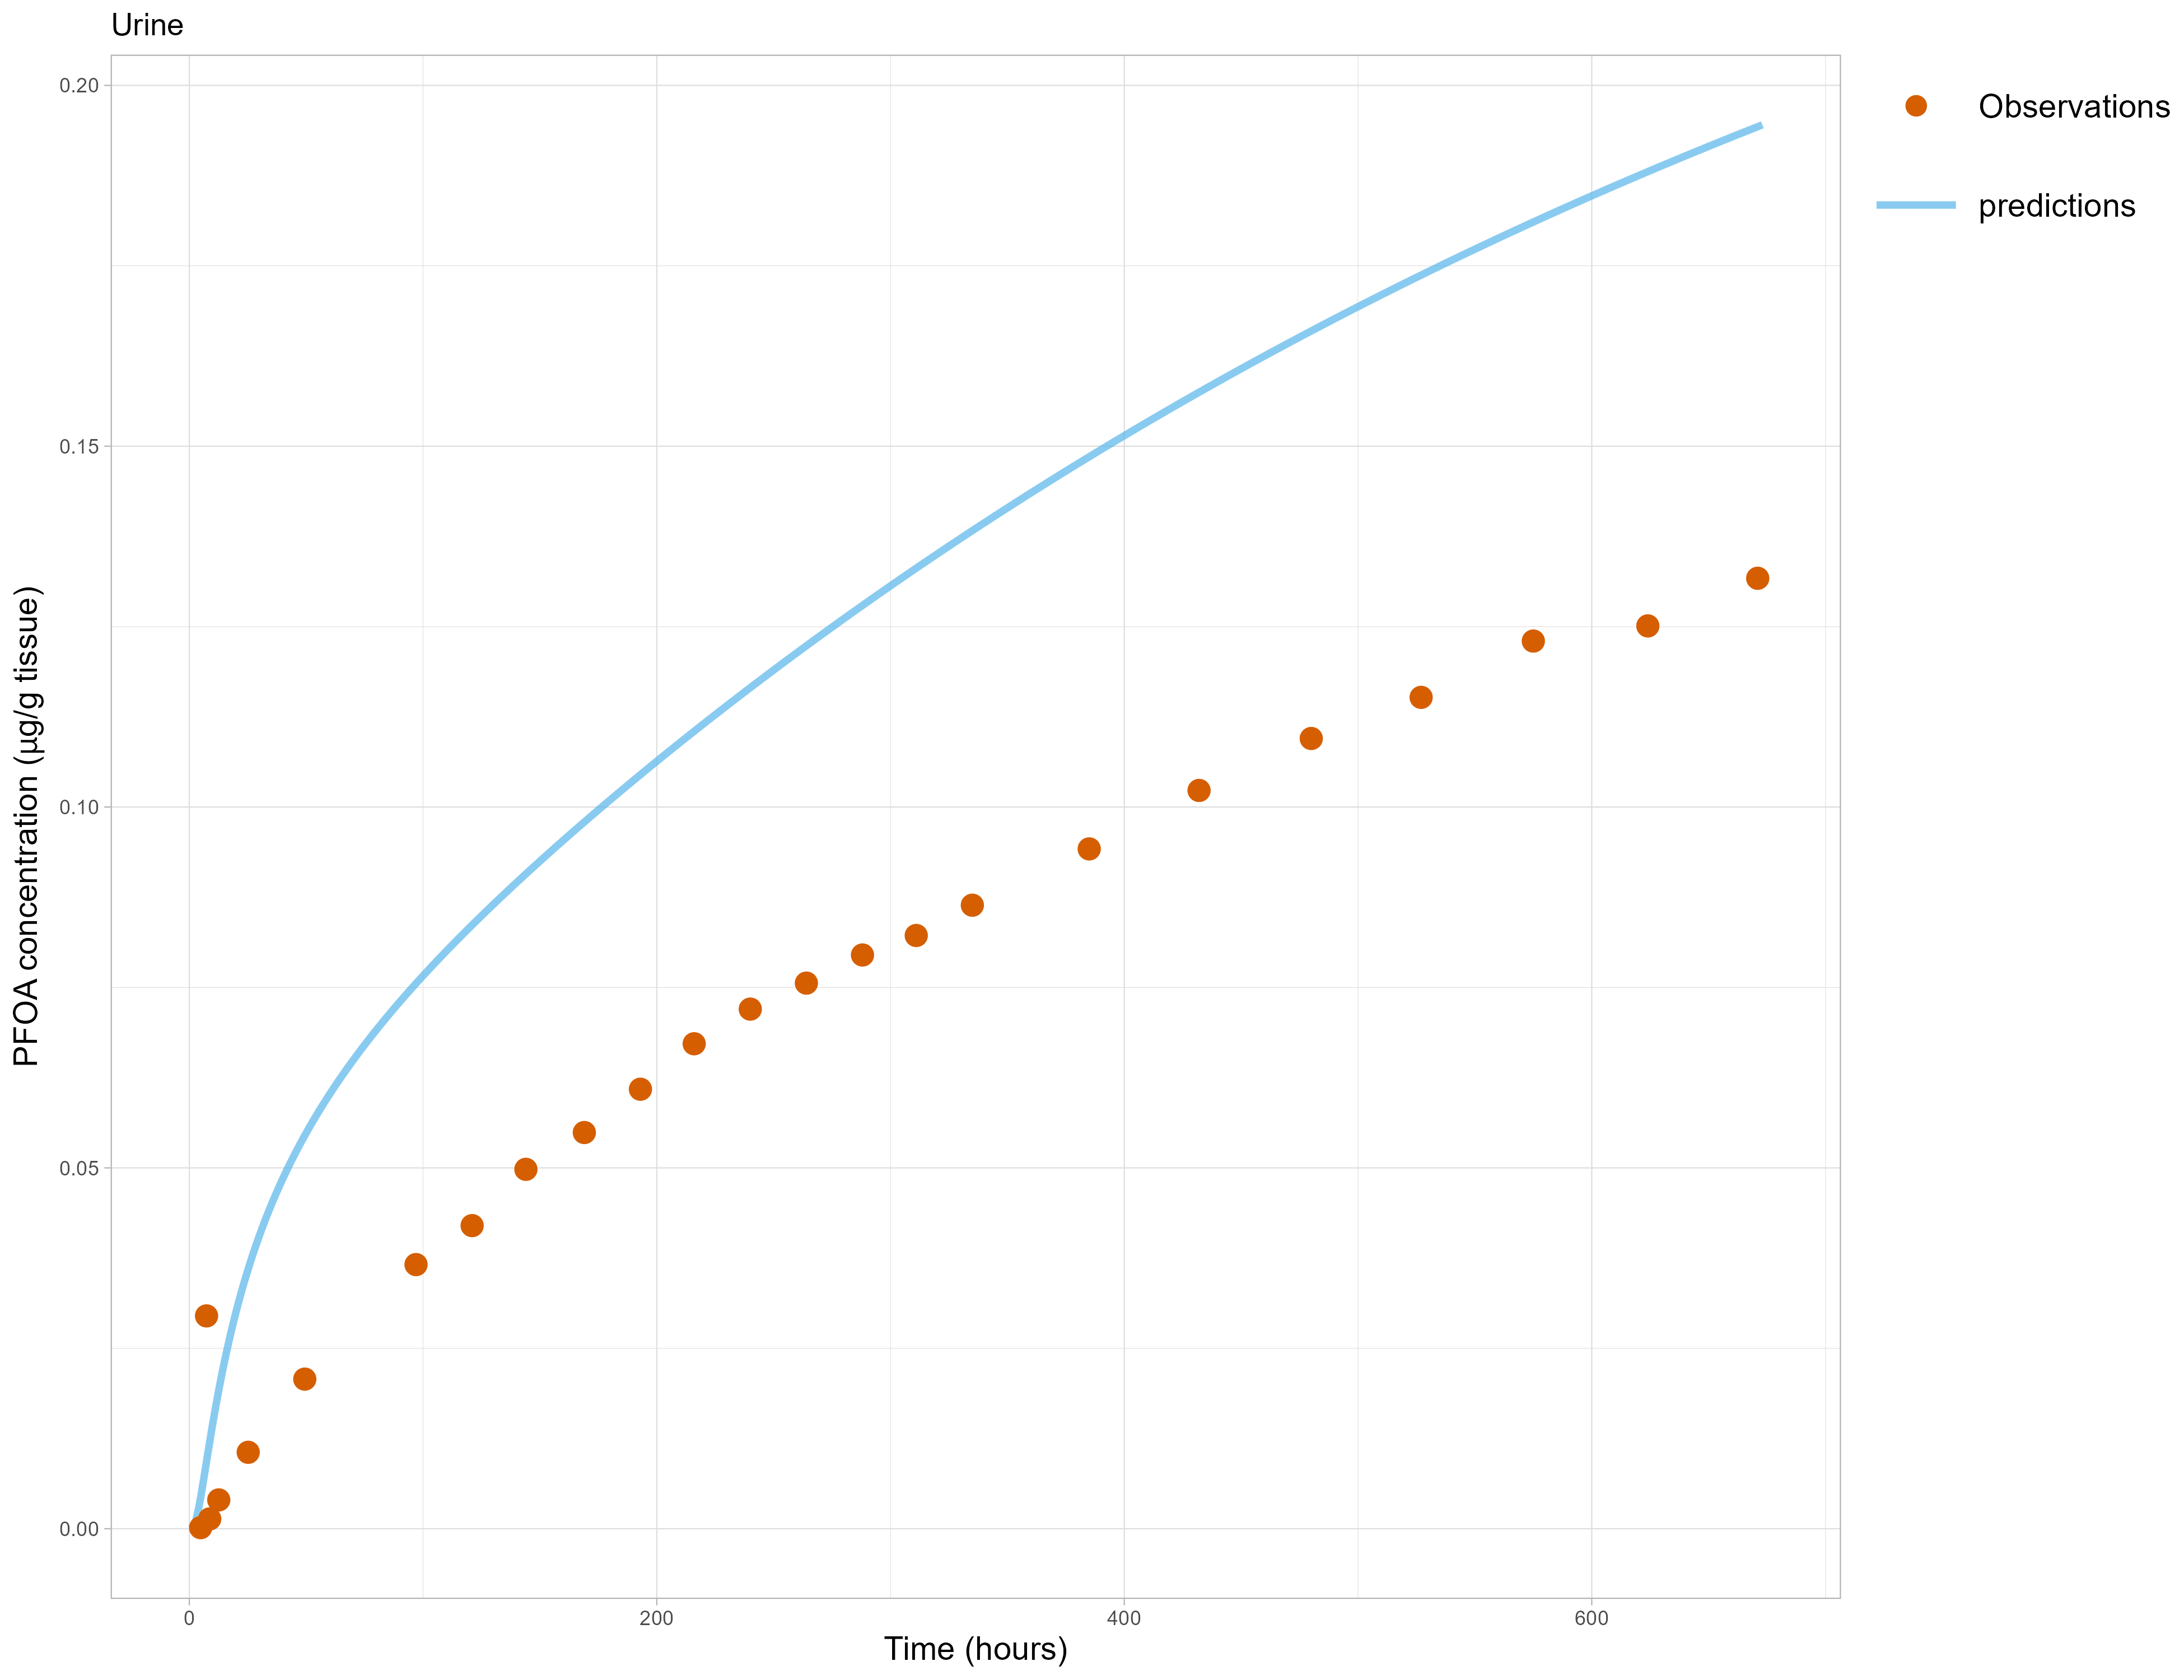 Urine
0.20
0.15
0.10
0.05
0.00
PFOA concentration (µg/g tissue)
0
200
400
600
Time (hours)
Observations
predictions